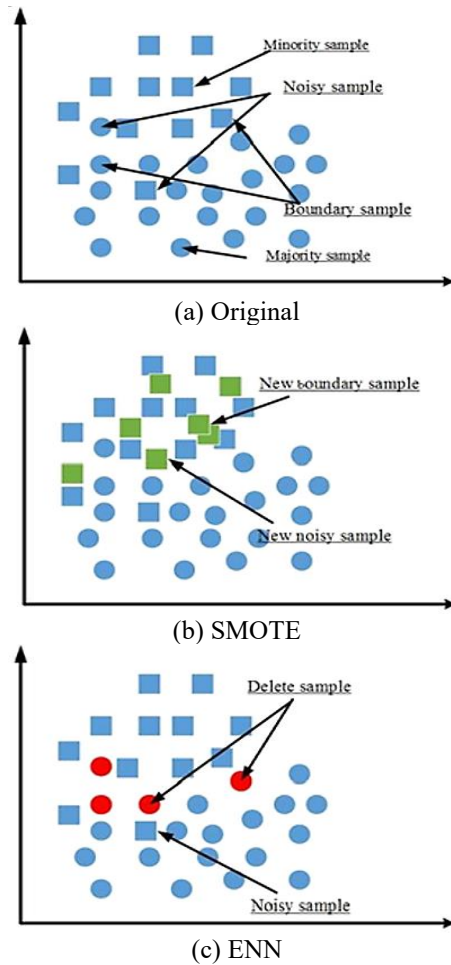 Minority sample
Noisy sample
Boundary sample
Majority sample
(a) Original
New boundary sample
New noisy sample
(b) SMOTE
Delete sample
Noisy sample
(c) ENN